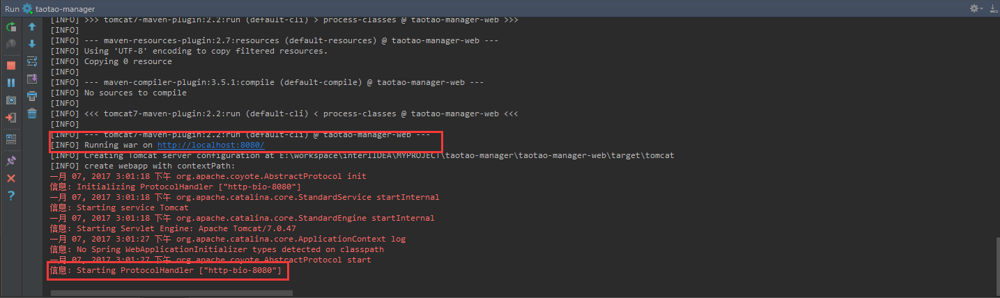 Run taotao-manager
[INFO] >>> tomcat7-maven-plugin:2.2:run (default-cli) > process-classes @ taotao-manager-web >>>
[INFO]
[INFO] --- maven-resources-plugin:2.7:resources (default-resources) @ taotao-manager-web ---
[INFO] Using 'UTF-8' encoding to copy filtered resources.
[INFO] Copying 0 resource
[INFO]
[INFO] --- maven-compiler-plugin:3.5.1:compile (default-compile) @ taotao-manager-web ---
[INFO] No sources to compile
[INFO]
[INFO] <<< tomcat7-maven-plugin:2.2:run (default-cli) < process-classes @ taotao-manager-web <<<
[INFO]
[INFO] --- tomcat7-maven-plugin:2.2:run (default-cli) @ taotao-manager-web ---
[INFO] Running war on http://localhost:8080/
[INFO] Creating Tomcat server configuration at E:\workspace\interlIDEA\MYPROJECT\taotao-manager\taotao-manager-web\target\tomcat
[INFO] create webapp with contextPath:
一月 07, 2017 3:01:18 下午 org.apache.coyote.AbstractProtocol init
信息: Initializing ProtocolHandler ["http-bio-8080"]
一月 07, 2017 3:01:18 下午 org.apache.catalina.core.StandardService startInternal
信息: Starting service Tomcat
一月 07, 2017 3:01:18 下午 org.apache.catalina.core.StandardEngine startInternal
信息: Starting Servlet Engine: Apache Tomcat/7.0.47
一月 07, 2017 3:01:27 下午 org.apache.catalina.core.ApplicationContext log
信息: No Spring WebApplicationInitializer types detected on classpath
一月 07, 2017 3:01:27 下午 org.apache.coyote.AbstractProtocol start
信息: Starting ProtocolHandler ["http-bio-8080"]